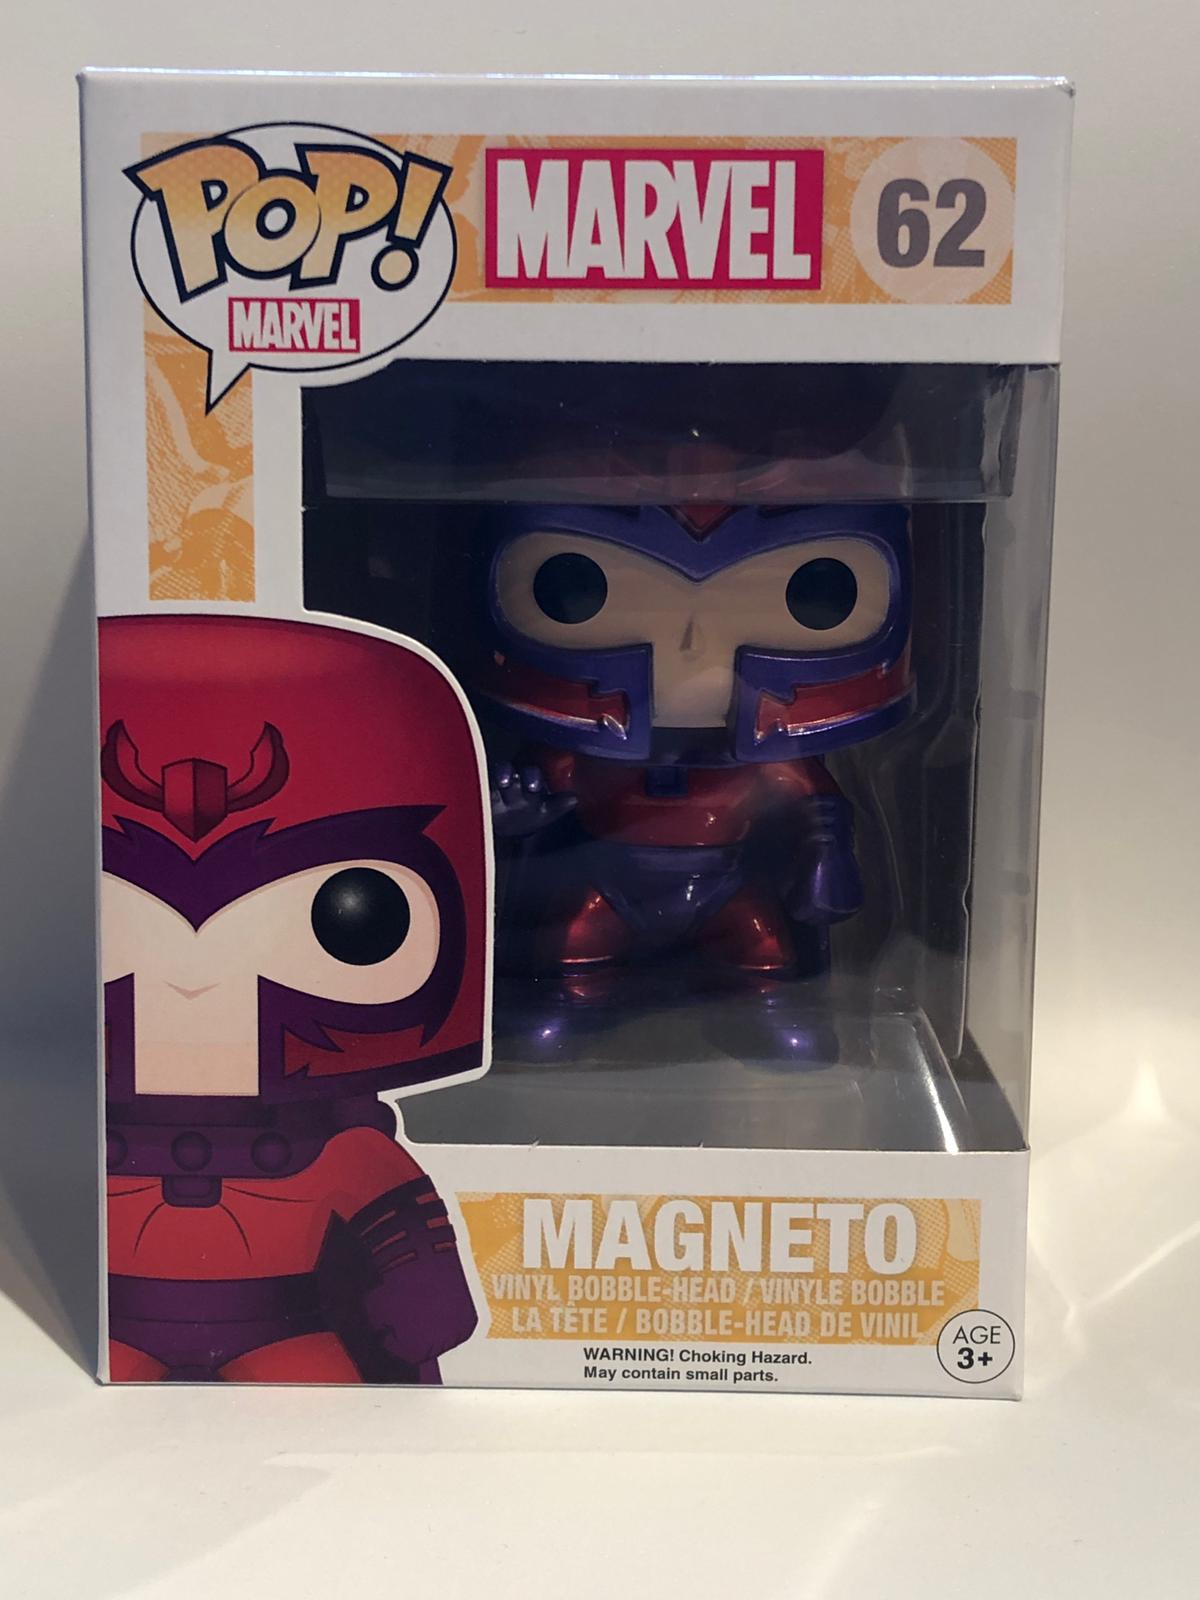 POP!
MARVEL
MARVEL
62
MAGNETO
VINYL BOBBLE-HEAD / VINYLE BOBBLE
LA TÊTE / BOBBLE-HEAD DE VINIL
WARNING! Choking Hazard.
May contain small parts.
AGE
3+